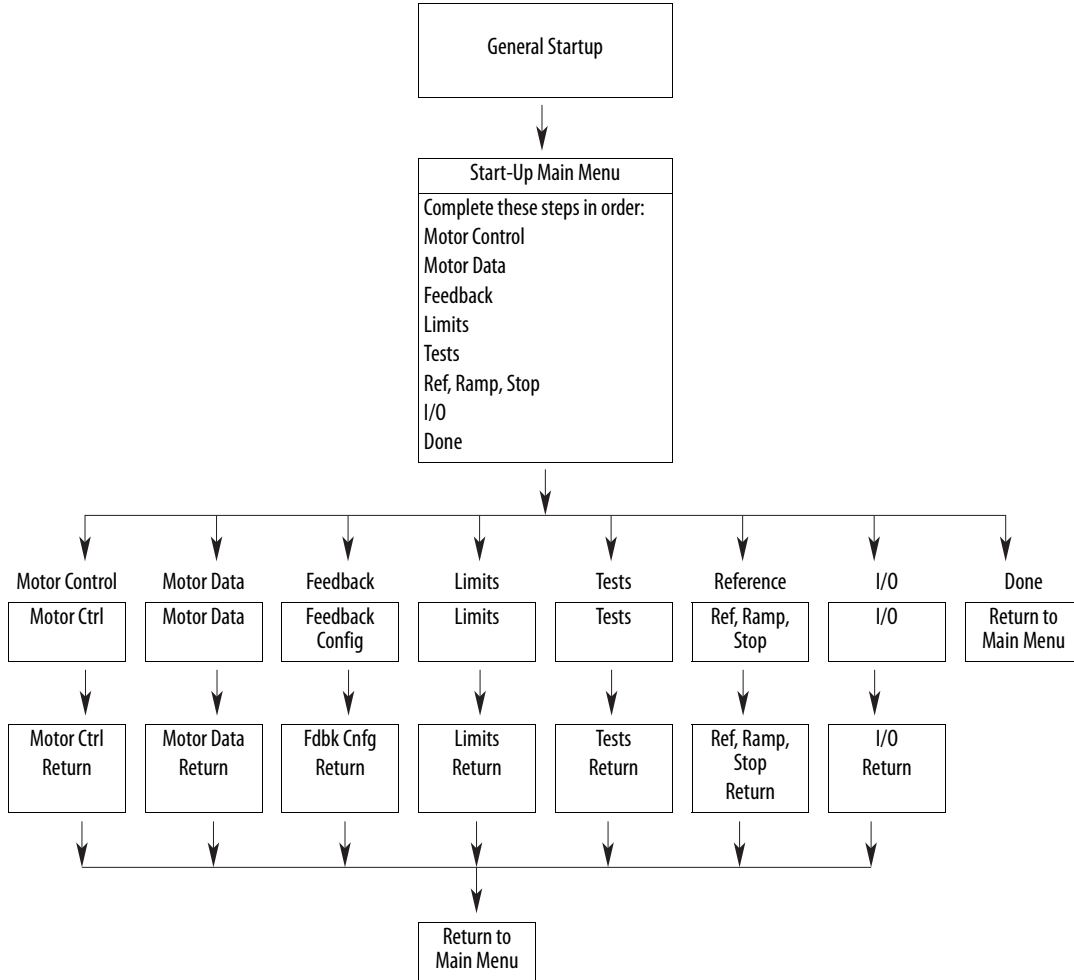 General Startup
Start-Up Main Menu
Complete these steps in order:
Motor Control
Motor Data
Feedback
Limits
Tests
Ref, Ramp, Stop
I/O
Done
Motor Control
Motor Data
Feedback
Limits
Tests
Reference
I/O
Done
Motor Ctrl
Motor Data
Feedback
Config
Limits
Tests
Ref, Ramp,
Stop
I/O
Return to
Main Menu
Motor Ctrl
Return
Motor Data
Return
Fdbk Cnfg
Return
Limits
Return
Tests
Return
Ref, Ramp,
Stop
Return
I/O
Return
Return to
Main Menu